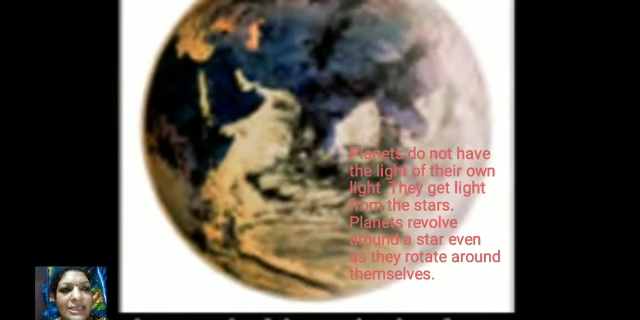 Planets do not have
the light of their own
light .They get light
from the stars.
Planets revolve
around a star even
as they rotate around
themselves.